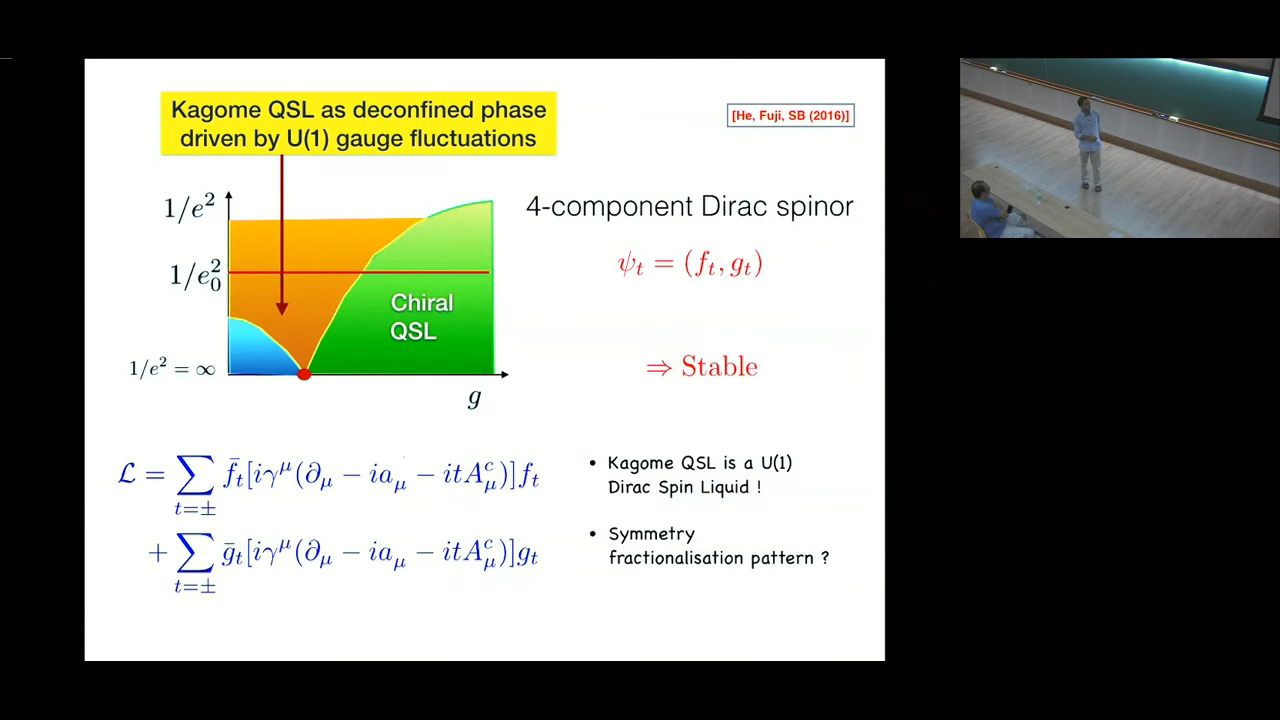 Kagome QSL as deconfined phase
driven by U(1) gauge fluctuations
[He, Fuji, SB (2016)]
1/e²
1/e₀²
1/e² = ∞
Chiral
QSL
g
4-component Dirac spinor
ψ_t = (f_t, g_t)
⇒ Stable
ℒ = ∑_{t=±} f̄_t[iγ^μ(∂_μ − ia_μ − itA^c_μ)]f_t
+ ∑_{t=±} ḡ_t[iγ^μ(∂_μ − ia_μ − itA^c_μ)]g_t
• Kagome QSL is a U(1)
Dirac Spin Liquid !
• Symmetry
fractionalisation pattern ?